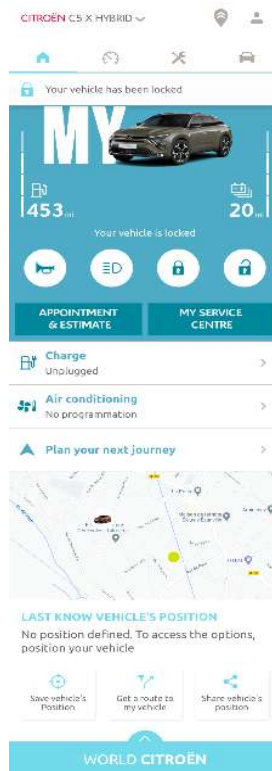 CITROËN C5 X HYBRID
Your vehicle has been locked
MY
453 mi
20 mi
Your vehicle is locked
APPOINTMENT
& ESTIMATE
MY SERVICE
CENTRE
Charge
Unplugged
Air conditioning
No programmation
Plan your next journey
LAST KNOW VEHICLE'S POSITION
No position defined. To access the options,
position your vehicle
Save vehicle's
Position
Get a route to
my vehicle
Share vehicle's
position
WORLD CITROËN